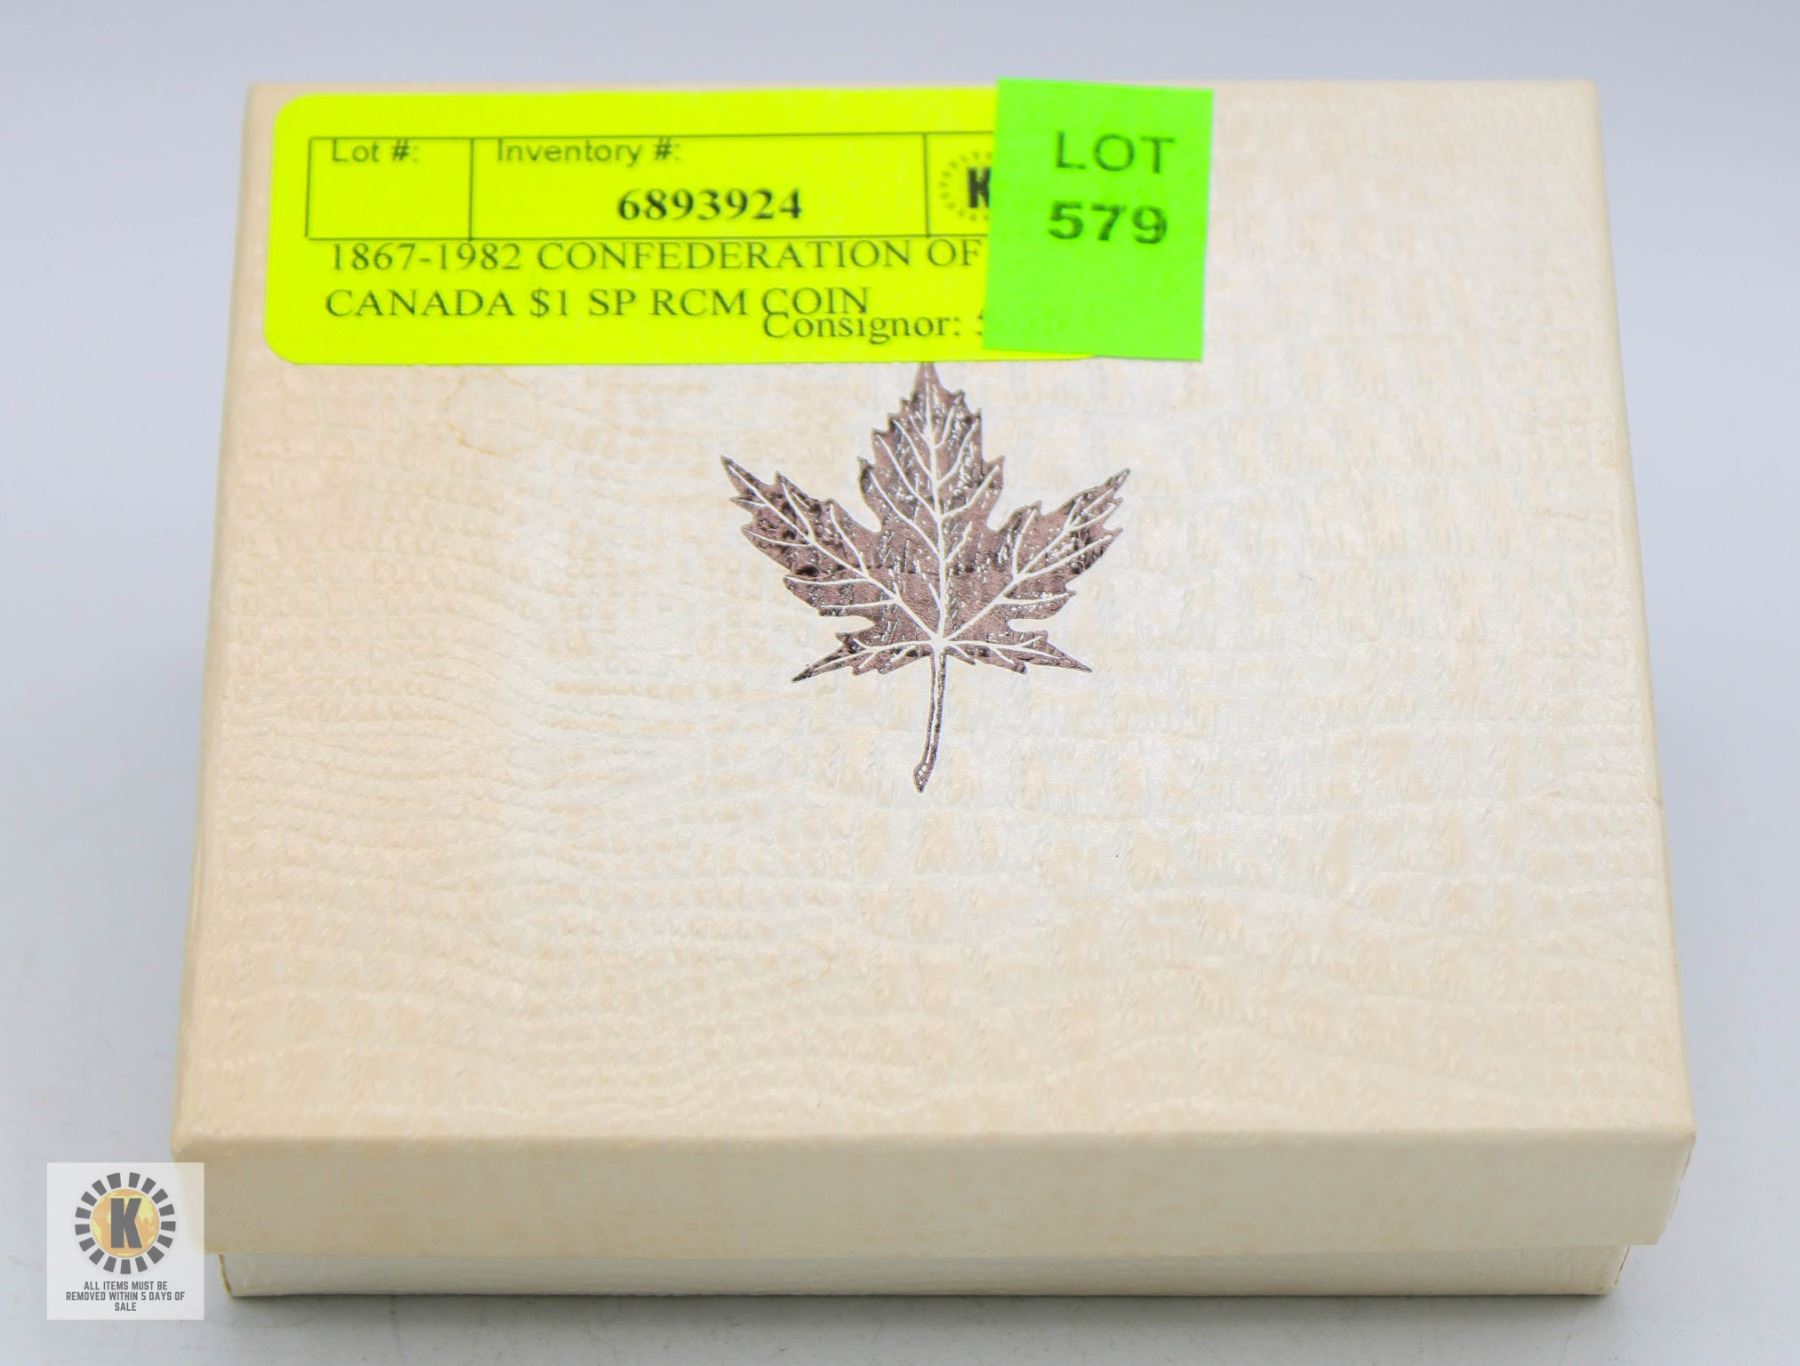 Lot #:
Inventory #:
6893924
K
LOT
579
1867-1982 CONFEDERATION OF
CANADA $1 SP RCM COIN
Consignor:
K
ALL ITEMS MUST BE
REMOVED WITHIN 5 DAYS OF
SALE